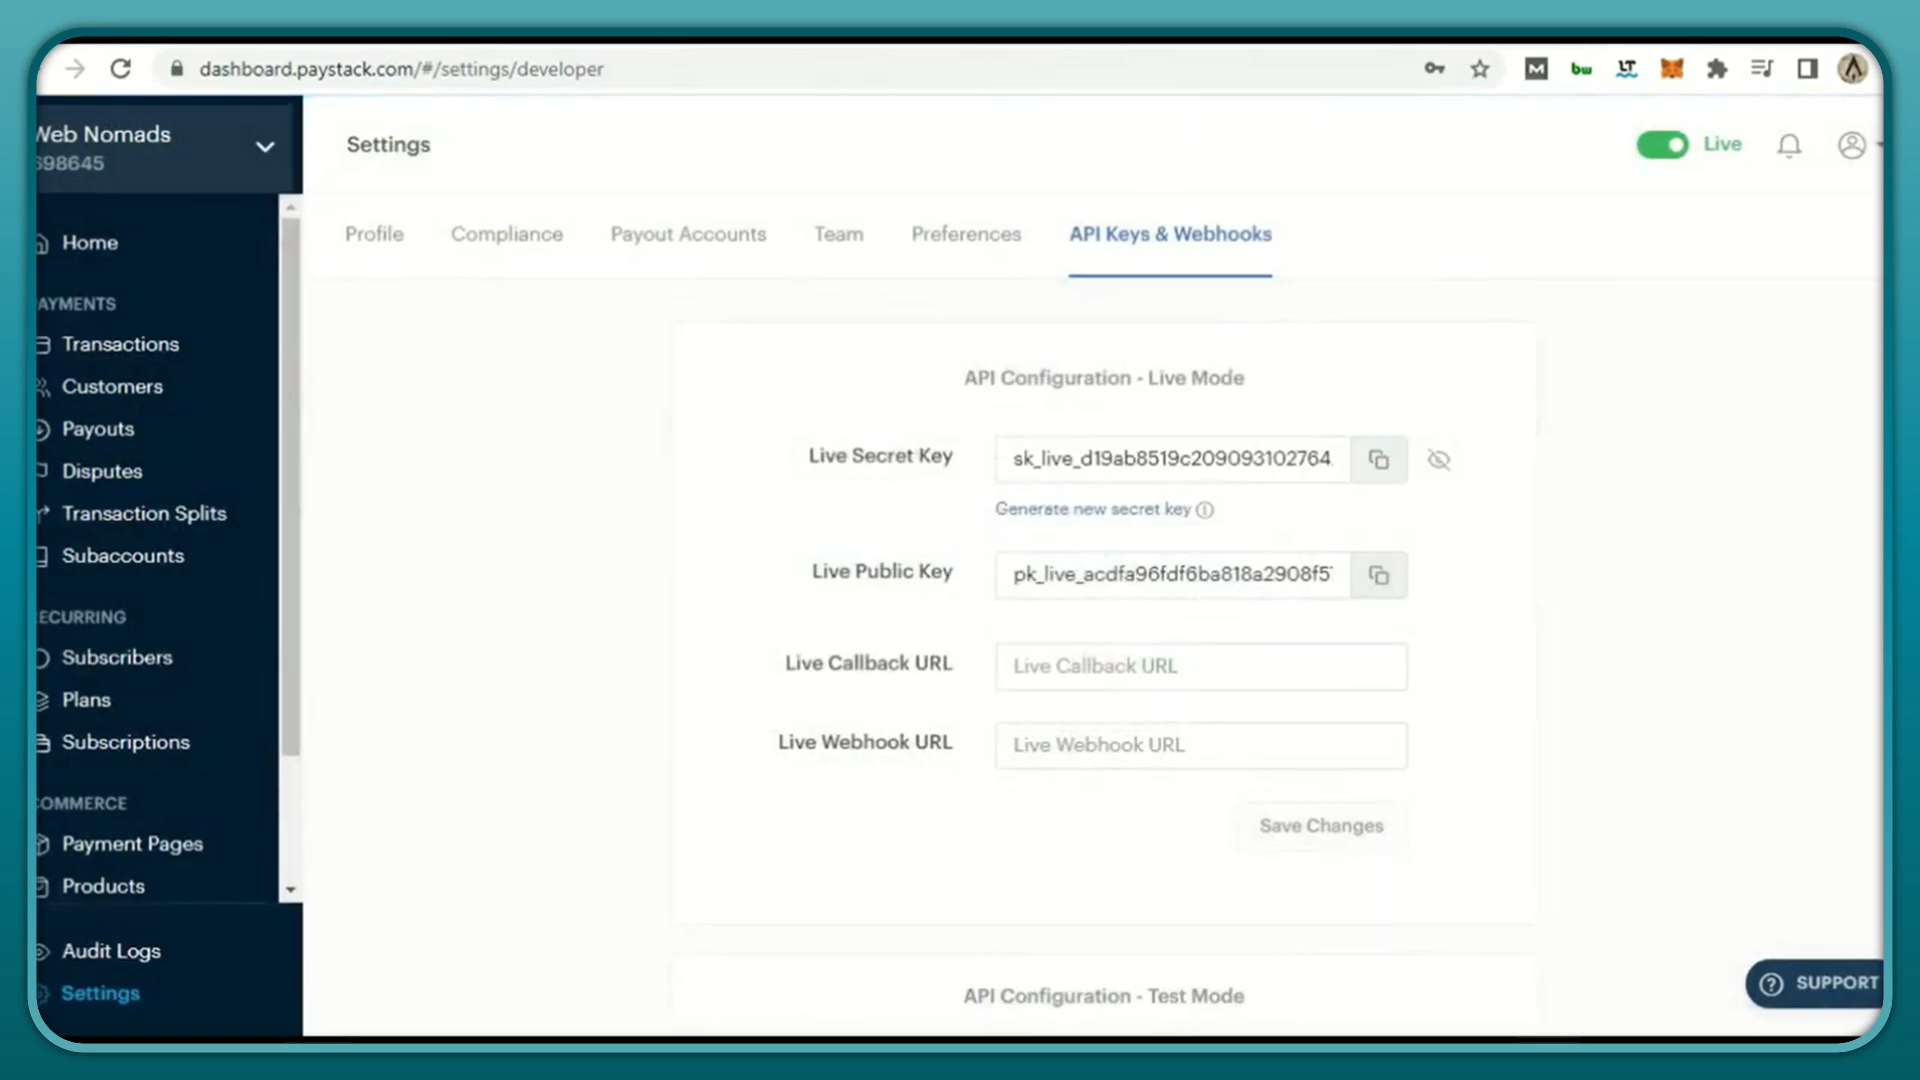 dashboard.paystack.com/#/settings/developer
Web Nomads
698645
Settings
Live
Profile Compliance Payout Accounts Team Preferences API Keys & Webhooks
Home
AYMENTS
Transactions
Customers
Payouts
Disputes
Transaction Splits
Subaccounts
ECURRING
Subscribers
Plans
Subscriptions
COMMERCE
Payment Pages
Products
Audit Logs
Settings
API Configuration - Live Mode
Live Secret Key sk_live_d19ab8519c209093102764
Generate new secret key
Live Public Key pk_live_acdfa96fdf6ba818a2908f5
Live Callback URL Live Callback URL
Live Webhook URL Live Webhook URL
Save Changes
API Configuration - Test Mode
SUPPORT